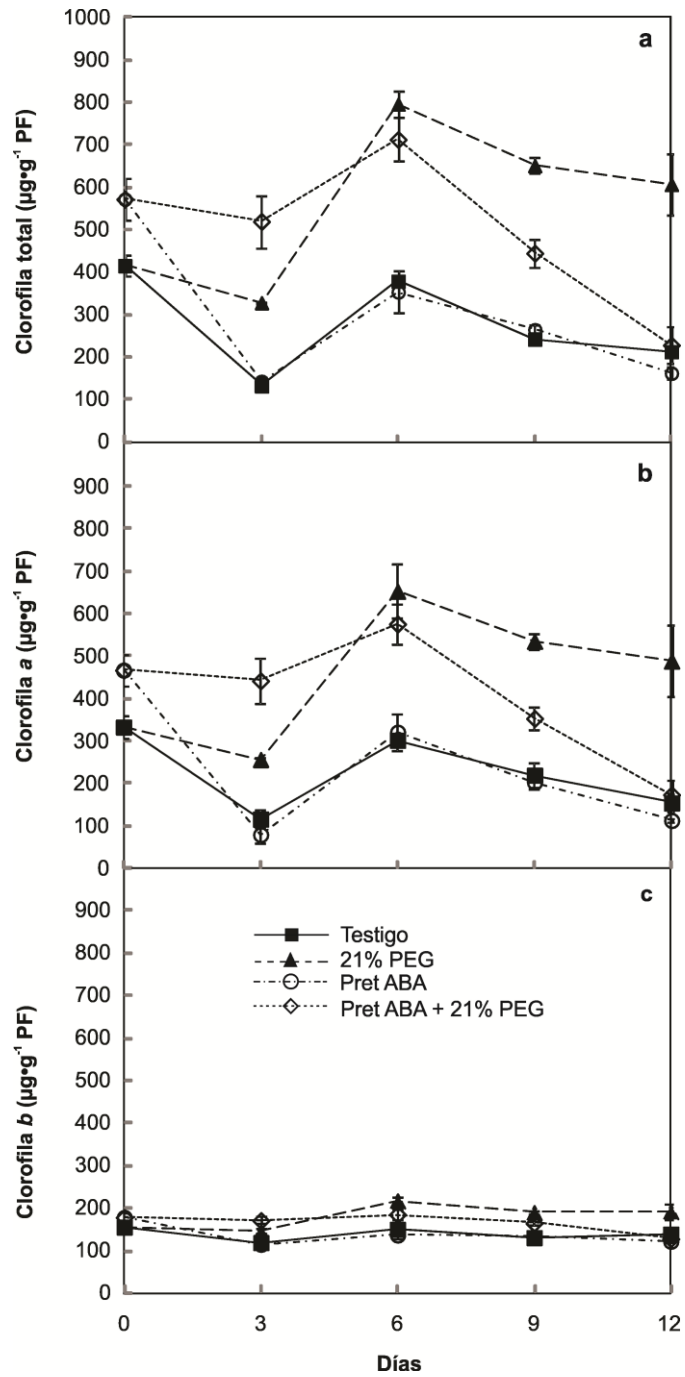 a
Clorofila total (µg•g⁻¹ PF)
1000
900
800
700
600
500
400
300
200
100
0
b
Clorofila a (µg•g⁻¹ PF)
900
800
700
600
500
400
300
200
100
0
c
Clorofila b (µg•g⁻¹ PF)
900
800
700
600
500
400
300
200
100
0
Testigo
21% PEG
Pret ABA
Pret ABA + 21% PEG
0 3 6 9 12
Días